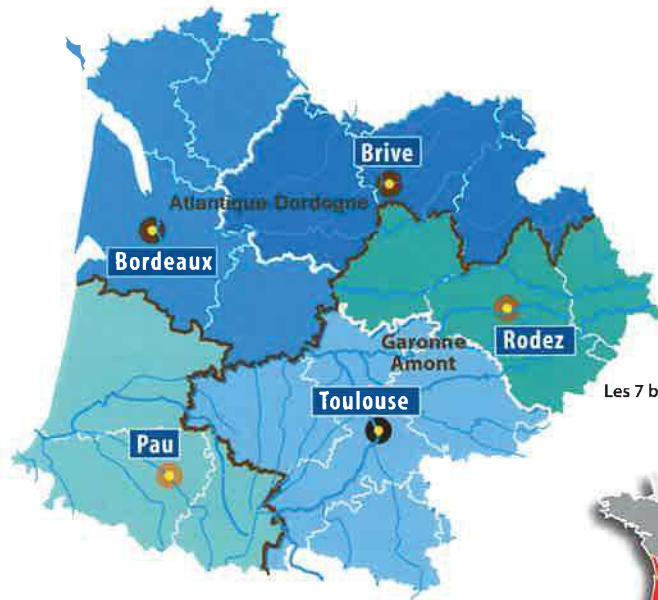 Brive
Atlantique Dordogne
Bordeaux
Garonne
Amont
Rodez
Toulouse
Les 7 b
Pau